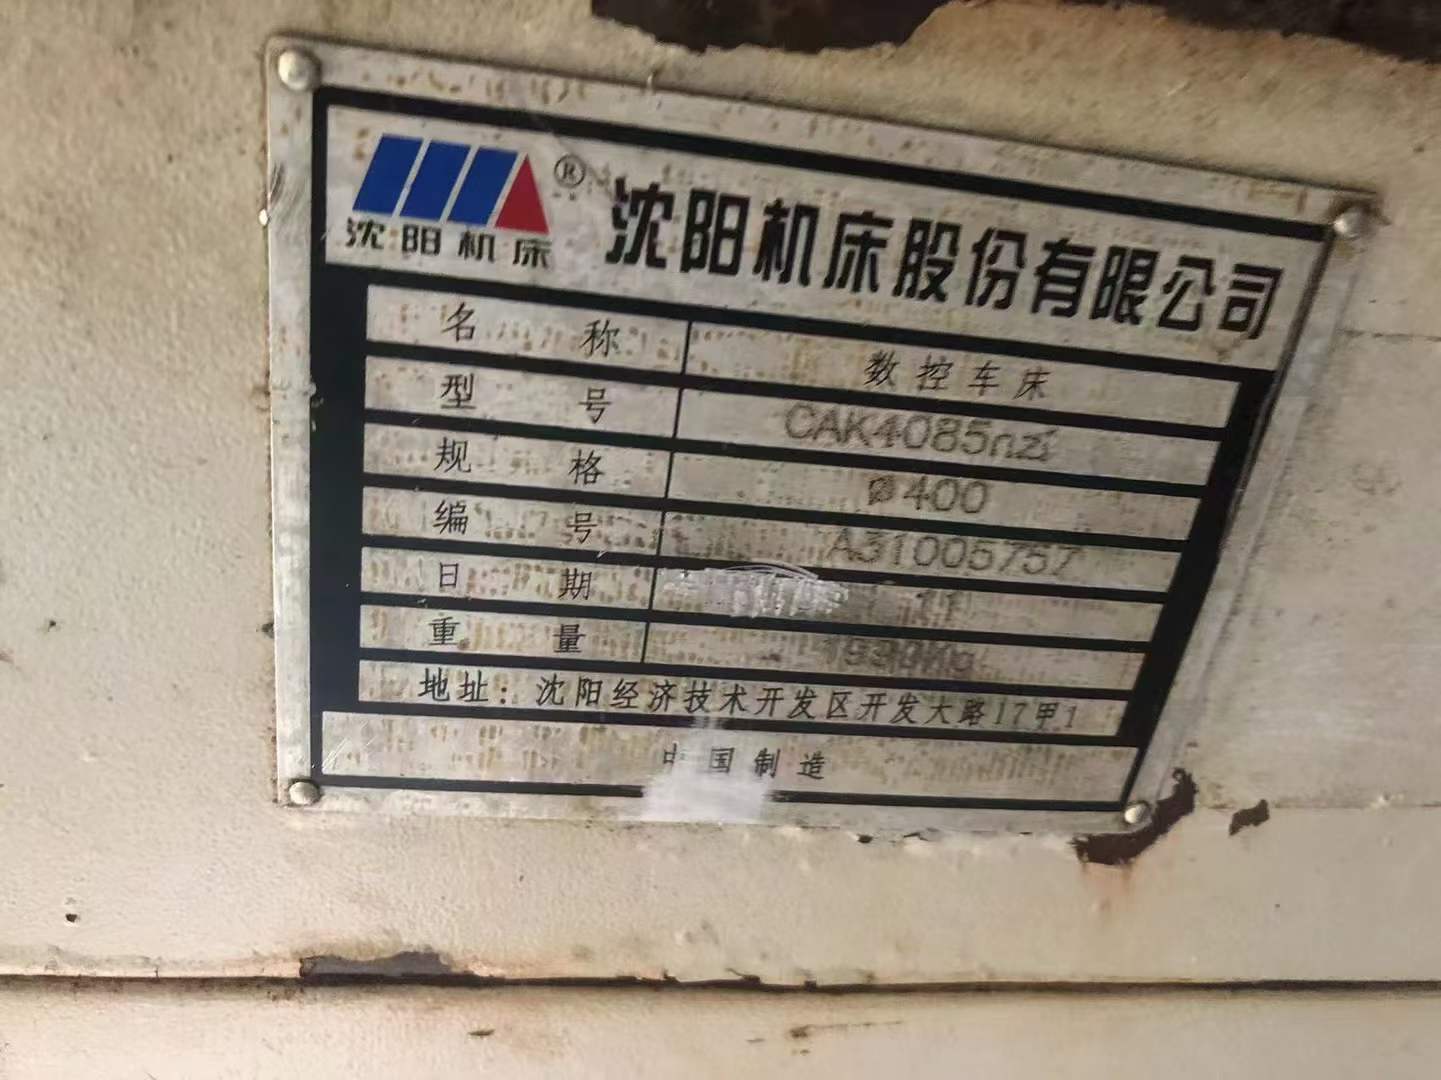 沈阳机床 ® 沈阳机床股份有限公司
名称 数控车床
型号 CAK4085nzi
规格 Ø400
编号 A31005757
日期
重量
地址：沈阳经济技术开发区开发大路17甲1
中国制造